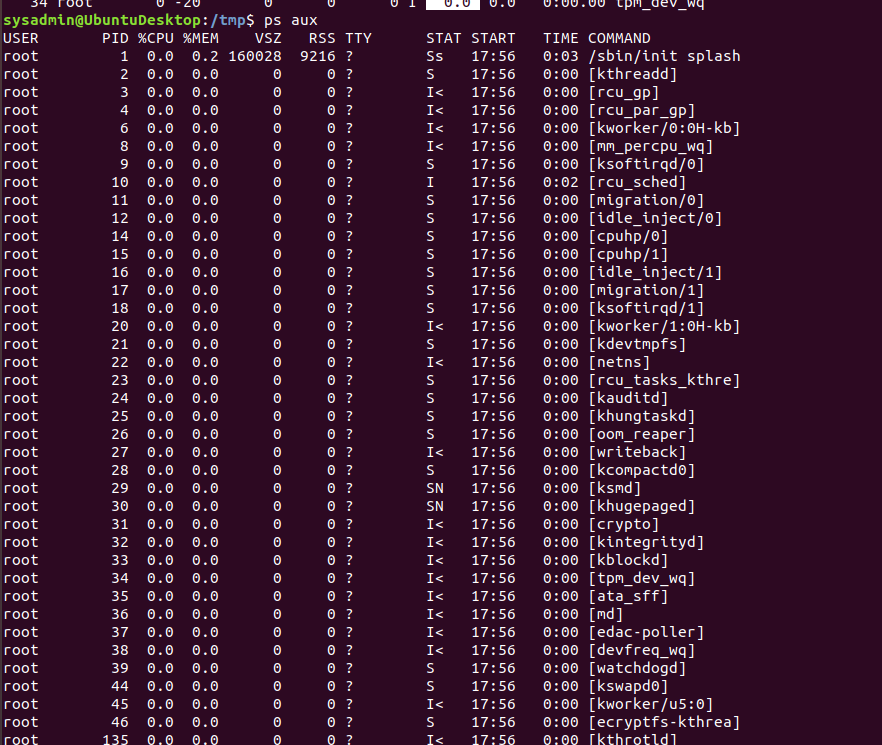 34 root 0 -20 0 0 0 I 0.0 0.0 0:00.00 tpm_dev_wq
sysadmin@UbuntuDesktop:/tmp$ ps aux
USER PID %CPU %MEM VSZ RSS TTY STAT START TIME COMMAND
root 1 0.0 0.2 160028 9216 ? Ss 17:56 0:03 /sbin/init splash
root 2 0.0 0.0 0 0 ? S 17:56 0:00 [kthreadd]
root 3 0.0 0.0 0 0 ? I< 17:56 0:00 [rcu_gp]
root 4 0.0 0.0 0 0 ? I< 17:56 0:00 [rcu_par_gp]
root 6 0.0 0.0 0 0 ? I< 17:56 0:00 [kworker/0:0H-kb]
root 8 0.0 0.0 0 0 ? I< 17:56 0:00 [mm_percpu_wq]
root 9 0.0 0.0 0 0 ? S 17:56 0:00 [ksoftirqd/0]
root 10 0.0 0.0 0 0 ? I 17:56 0:02 [rcu_sched]
root 11 0.0 0.0 0 0 ? S 17:56 0:00 [migration/0]
root 12 0.0 0.0 0 0 ? S 17:56 0:00 [idle_inject/0]
root 14 0.0 0.0 0 0 ? S 17:56 0:00 [cpuhp/0]
root 15 0.0 0.0 0 0 ? S 17:56 0:00 [cpuhp/1]
root 16 0.0 0.0 0 0 ? S 17:56 0:00 [idle_inject/1]
root 17 0.0 0.0 0 0 ? S 17:56 0:00 [migration/1]
root 18 0.0 0.0 0 0 ? S 17:56 0:00 [ksoftirqd/1]
root 20 0.0 0.0 0 0 ? I< 17:56 0:00 [kworker/1:0H-kb]
root 21 0.0 0.0 0 0 ? S 17:56 0:00 [kdevtmpfs]
root 22 0.0 0.0 0 0 ? I< 17:56 0:00 [netns]
root 23 0.0 0.0 0 0 ? S 17:56 0:00 [rcu_tasks_kthre]
root 24 0.0 0.0 0 0 ? S 17:56 0:00 [kauditd]
root 25 0.0 0.0 0 0 ? S 17:56 0:00 [khungtaskd]
root 26 0.0 0.0 0 0 ? S 17:56 0:00 [oom_reaper]
root 27 0.0 0.0 0 0 ? I< 17:56 0:00 [writeback]
root 28 0.0 0.0 0 0 ? S 17:56 0:00 [kcompactd0]
root 29 0.0 0.0 0 0 ? SN 17:56 0:00 [ksmd]
root 30 0.0 0.0 0 0 ? SN 17:56 0:00 [khugepaged]
root 31 0.0 0.0 0 0 ? I< 17:56 0:00 [crypto]
root 32 0.0 0.0 0 0 ? I< 17:56 0:00 [kintegrityd]
root 33 0.0 0.0 0 0 ? I< 17:56 0:00 [kblockd]
root 34 0.0 0.0 0 0 ? I< 17:56 0:00 [tpm_dev_wq]
root 35 0.0 0.0 0 0 ? I< 17:56 0:00 [ata_sff]
root 36 0.0 0.0 0 0 ? I< 17:56 0:00 [md]
root 37 0.0 0.0 0 0 ? I< 17:56 0:00 [edac-poller]
root 38 0.0 0.0 0 0 ? I< 17:56 0:00 [devfreq_wq]
root 39 0.0 0.0 0 0 ? S 17:56 0:00 [watchdogd]
root 44 0.0 0.0 0 0 ? S 17:56 0:00 [kswapd0]
root 45 0.0 0.0 0 0 ? I< 17:56 0:00 [kworker/u5:0]
root 46 0.0 0.0 0 0 ? S 17:56 0:00 [ecryptfs-kthrea]
root 135 0.0 0.0 0 0 ? I< 17:56 0:00 [kthrotld]